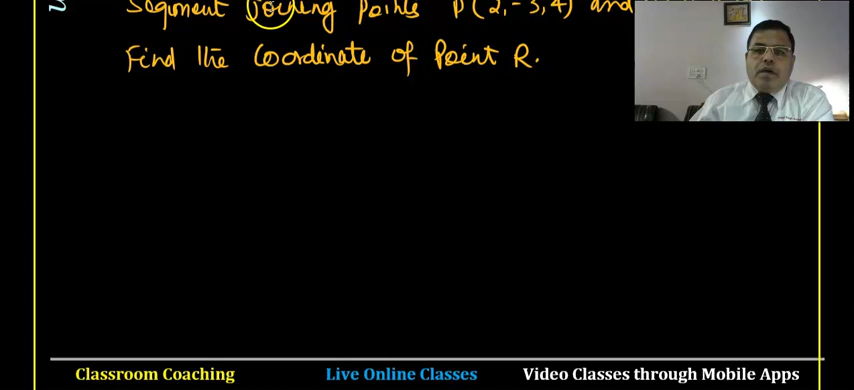 Segment Joining Points P(2,-3,4) and
Find the Coordinate of Point R.
Classroom Coaching Live Online Classes Video Classes through Mobile Apps